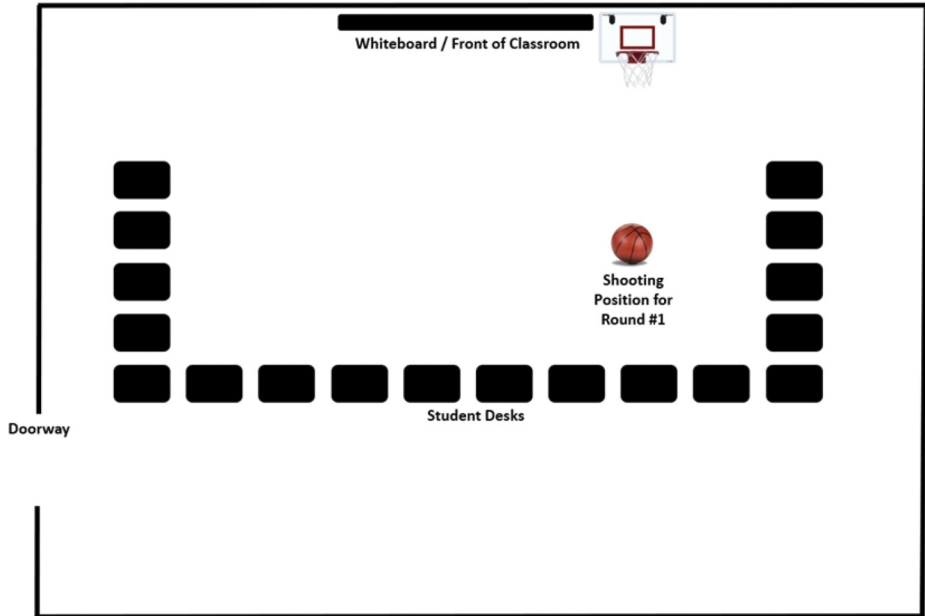 Whiteboard / Front of Classroom
Shooting
Position for
Round #1
Student Desks
Doorway